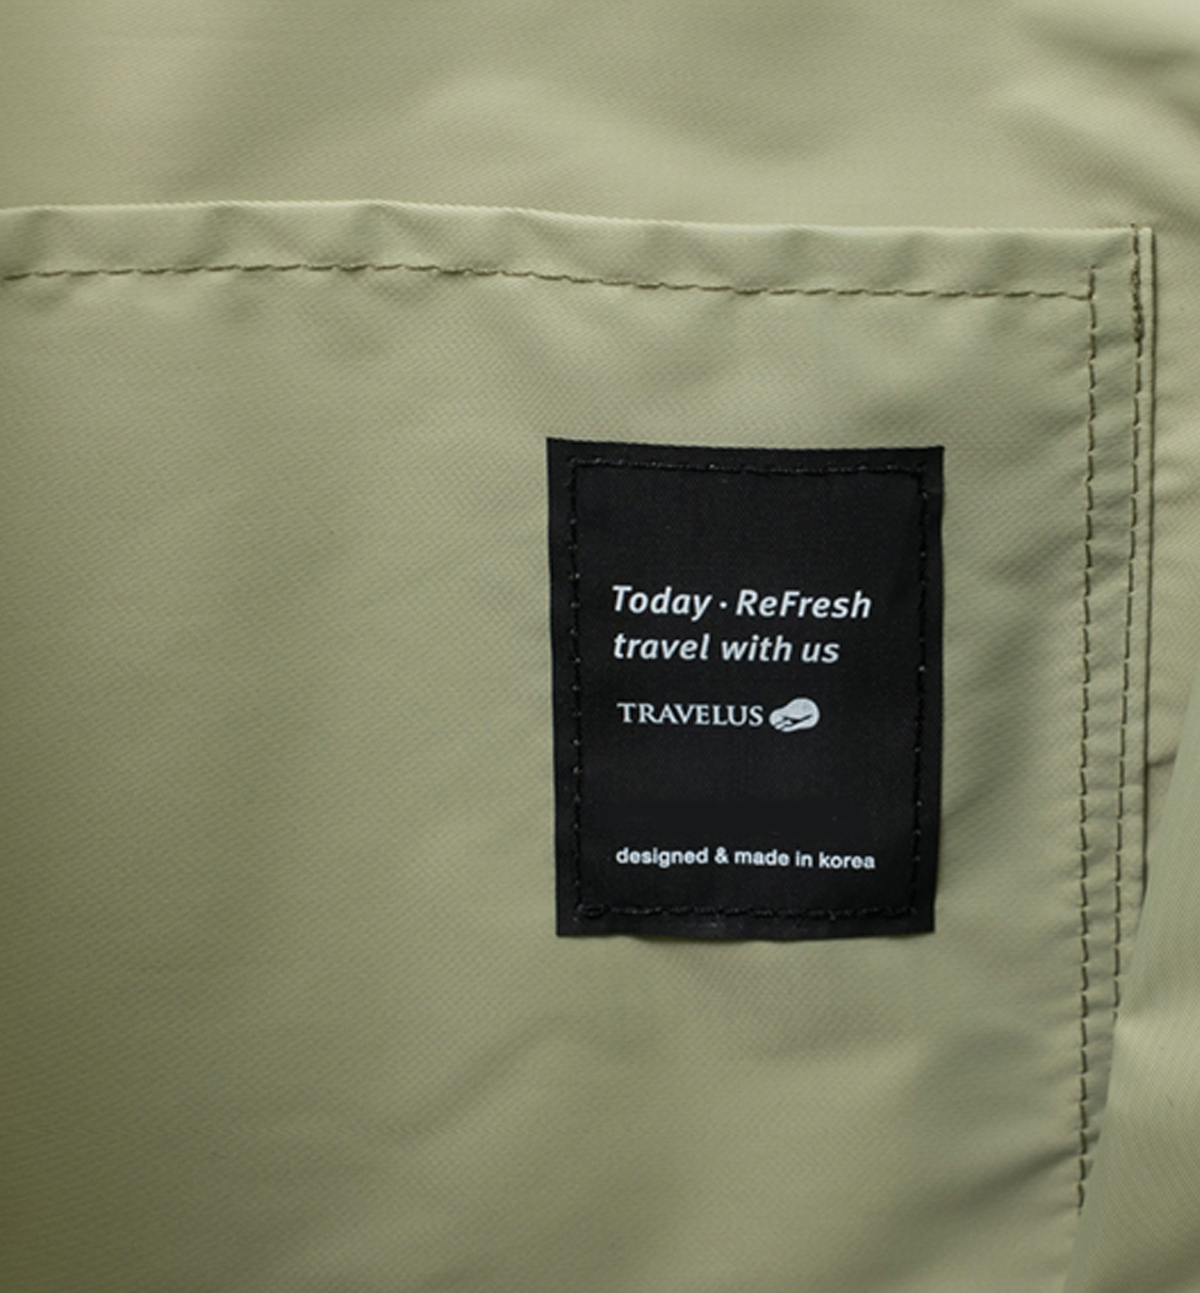 Today · ReFresh
travel with us
TRAVELUS
designed & made in korea